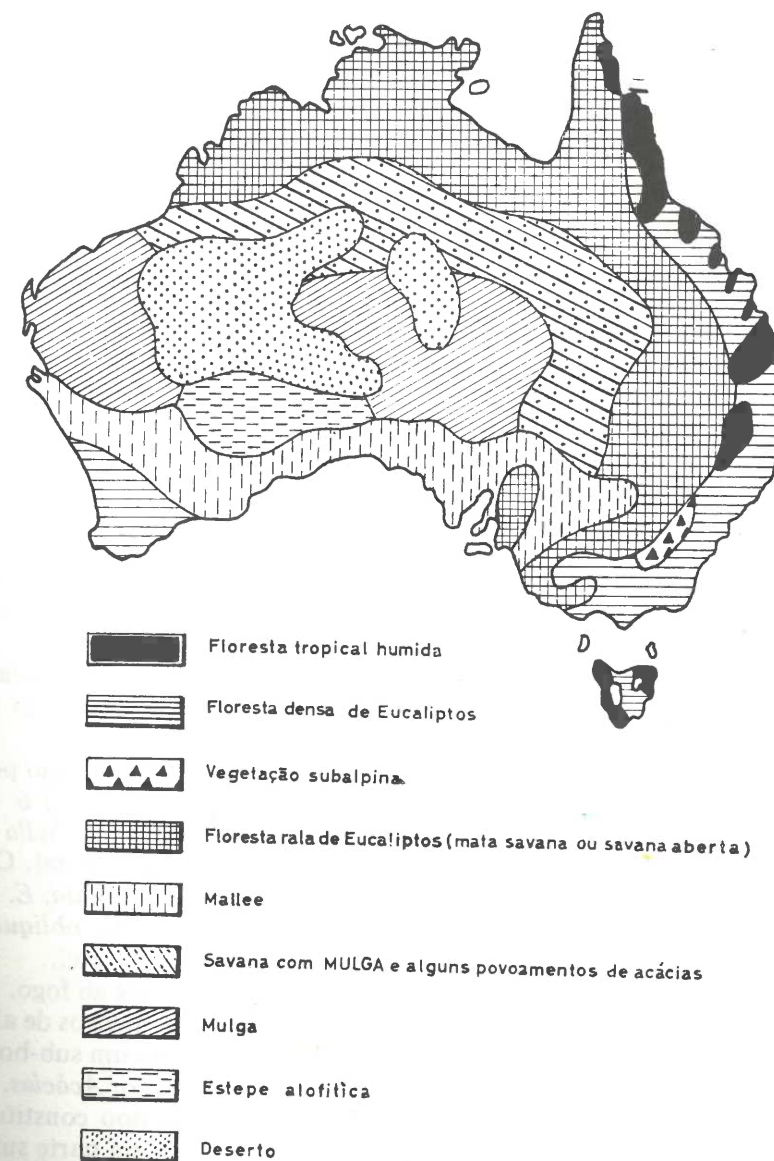 Floresta tropical humida
Floresta densa de Eucaliptos
Vegetação subalpina
Floresta rala de Eucaliptos (mata savana ou savana aberta)
Mallee
Savana com MULGA e alguns povoamentos de acácias
Mulga
Estepe alofitica
Deserto